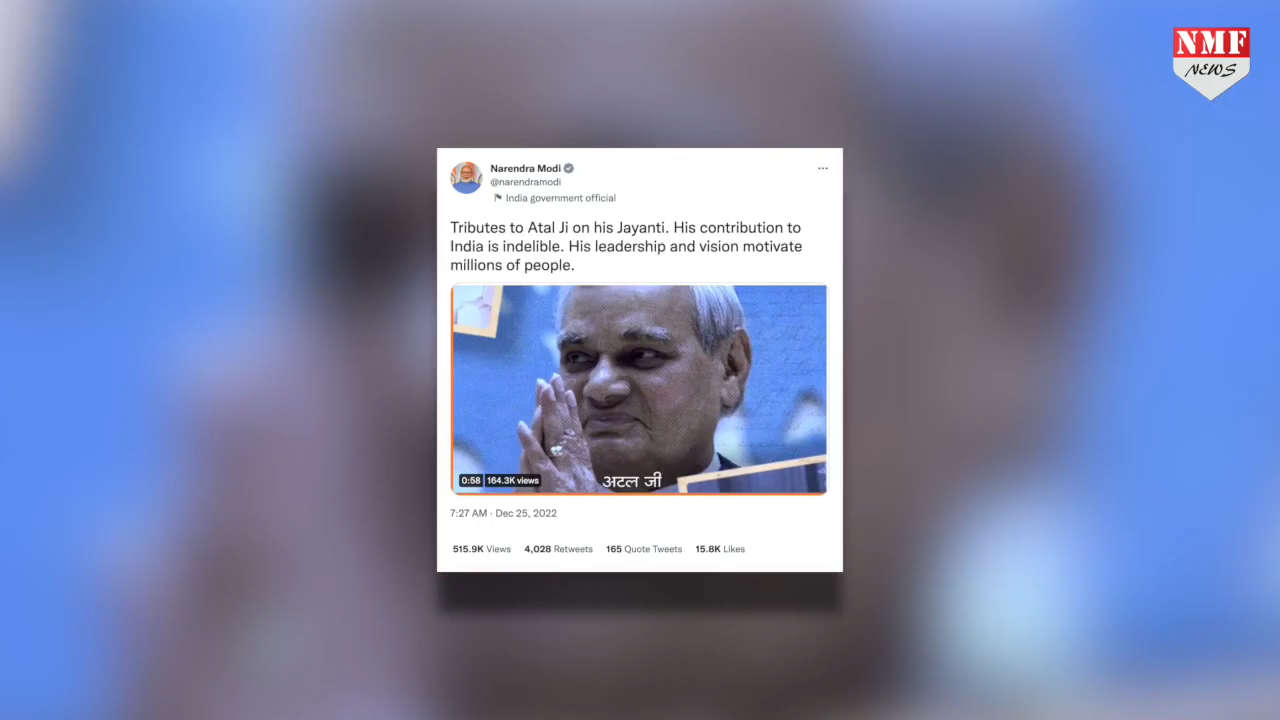 NMF
NEWS
Narendra Modi
@narendramodi
India government official
Tributes to Atal Ji on his Jayanti. His contribution to
India is indelible. His leadership and vision motivate
millions of people.
0:58 164.3K views
अटल जी
7:27 AM · Dec 25, 2022
515.9K Views 4,028 Retweets 165 Quote Tweets 15.8K Likes